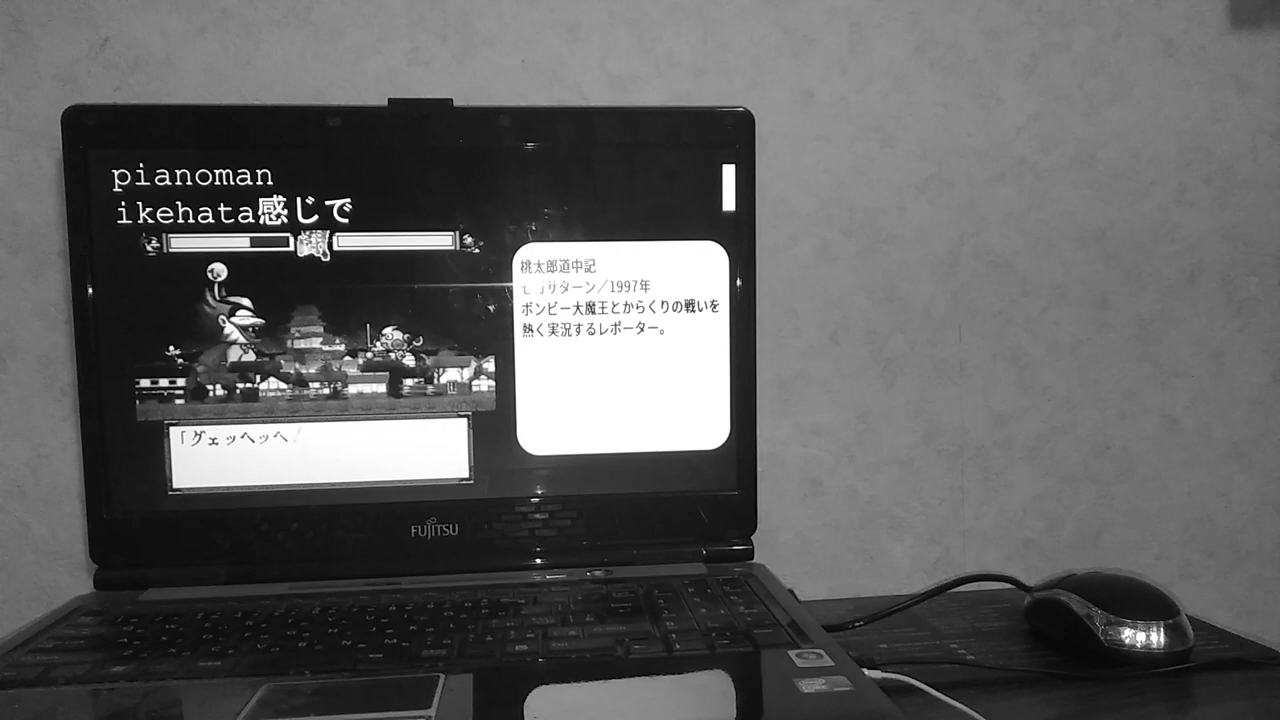 pianoman
ikehata感じで
桃太郎道中記
セガサターン／1997年
ボンビー大魔王とからくりの戦いを
熱く実況するレポーター。
「グェッヘッヘ
FUJITSU